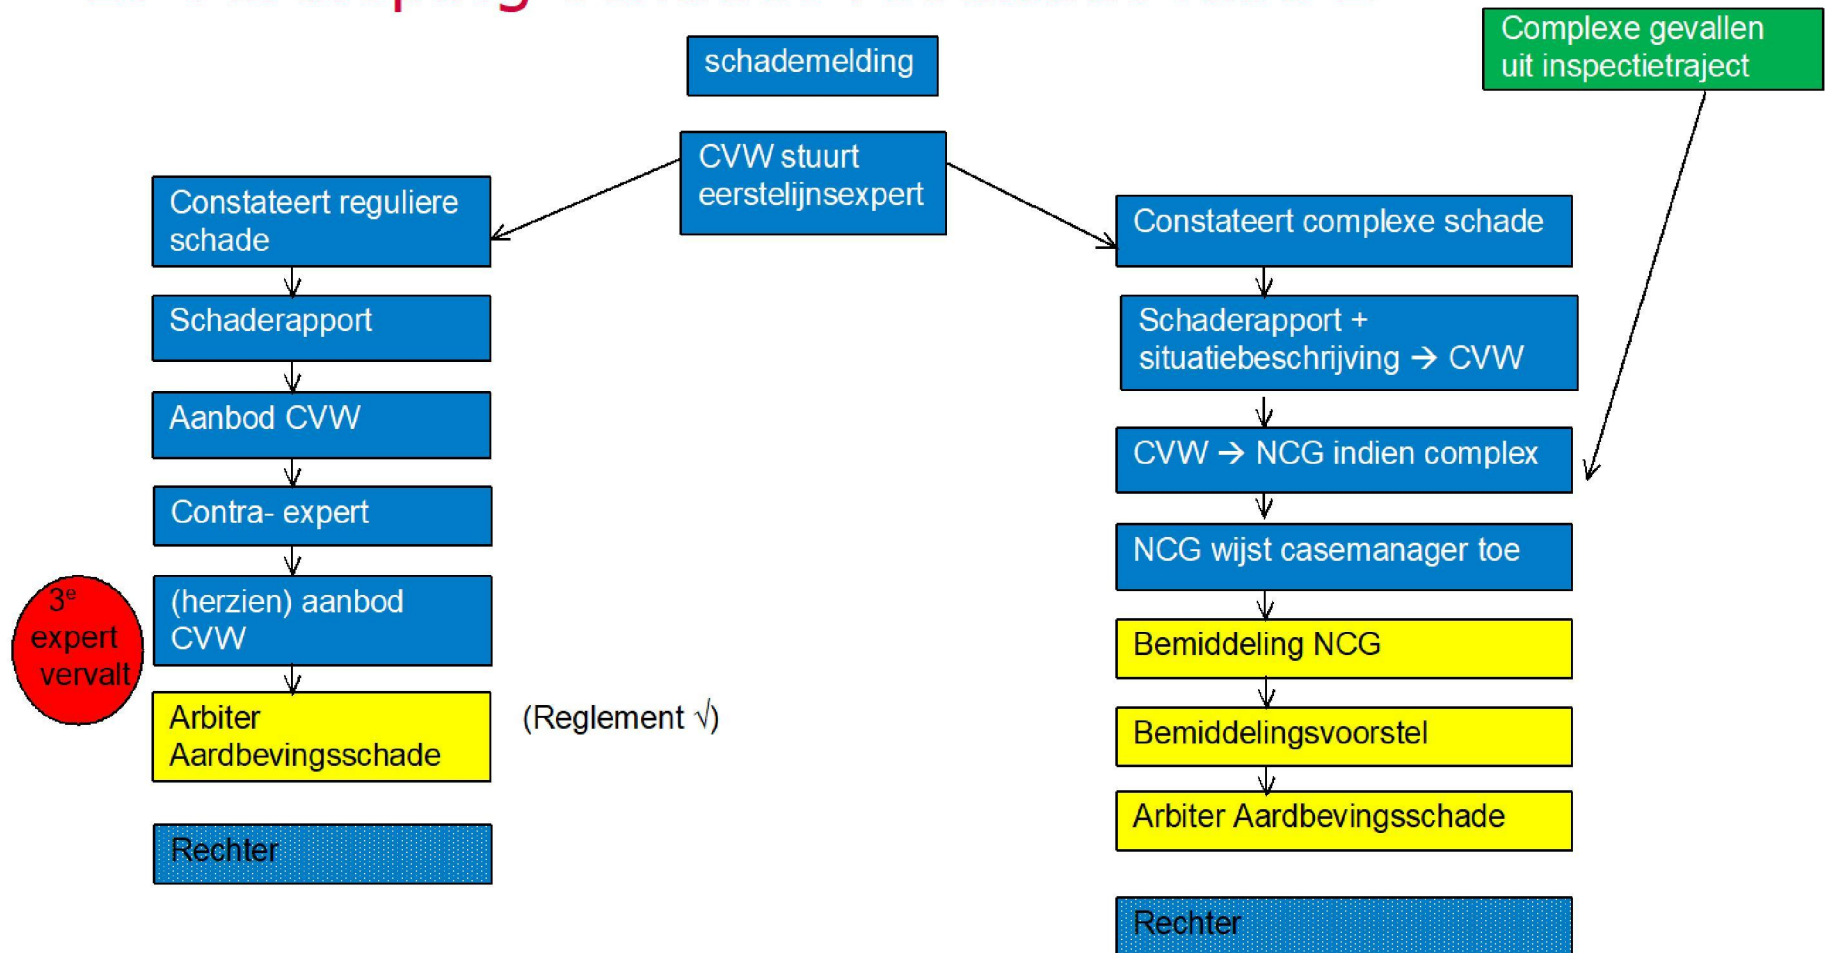 schademelding
Complexe gevallen
uit inspectietraject
CVW stuurt
eerstelijnsexpert
Constateert reguliere
schade
Schaderapport
Aanbod CVW
Contra- expert
(herzien) aanbod
CVW
3e
expert
vervalt
Arbiter
Aardbevingsschade
(Reglement √)
Rechter
Constateert complexe schade
Schaderapport +
situatiebeschrijving → CVW
CVW → NCG indien complex
NCG wijst casemanager toe
Bemiddeling NCG
Bemiddelingsvoorstel
Arbiter Aardbevingsschade
Rechter